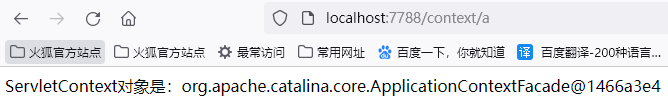 localhost:7788/context/a
火狐官方站点 火狐官方站点 最常访问 常用网址 百度一下，你就知道 译 百度翻译-200种语言...
ServletContext对象是：org.apache.catalina.core.ApplicationContextFacade@1466a3e4